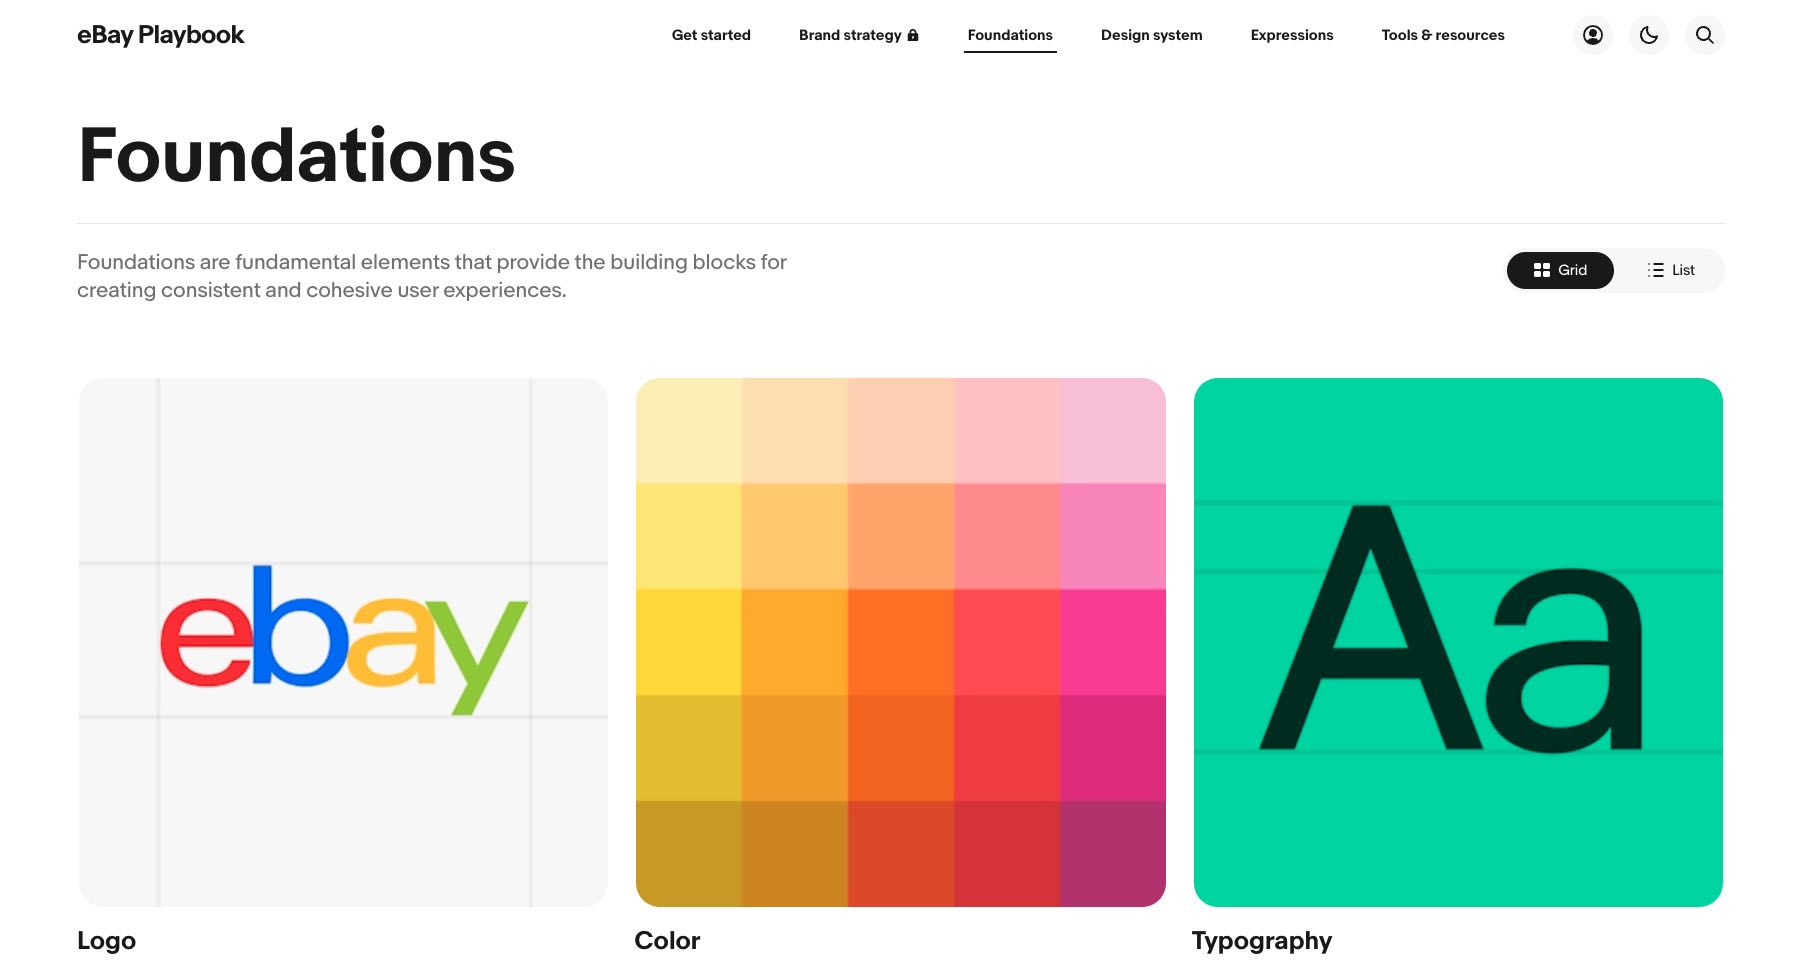 eBay Playbook
Get started
Brand strategy
Foundations
Design system
Expressions
Tools & resources
Foundations
Foundations are fundamental elements that provide the building blocks for
creating consistent and cohesive user experiences.
Grid
List
ebay
Aa
Logo
Color
Typography